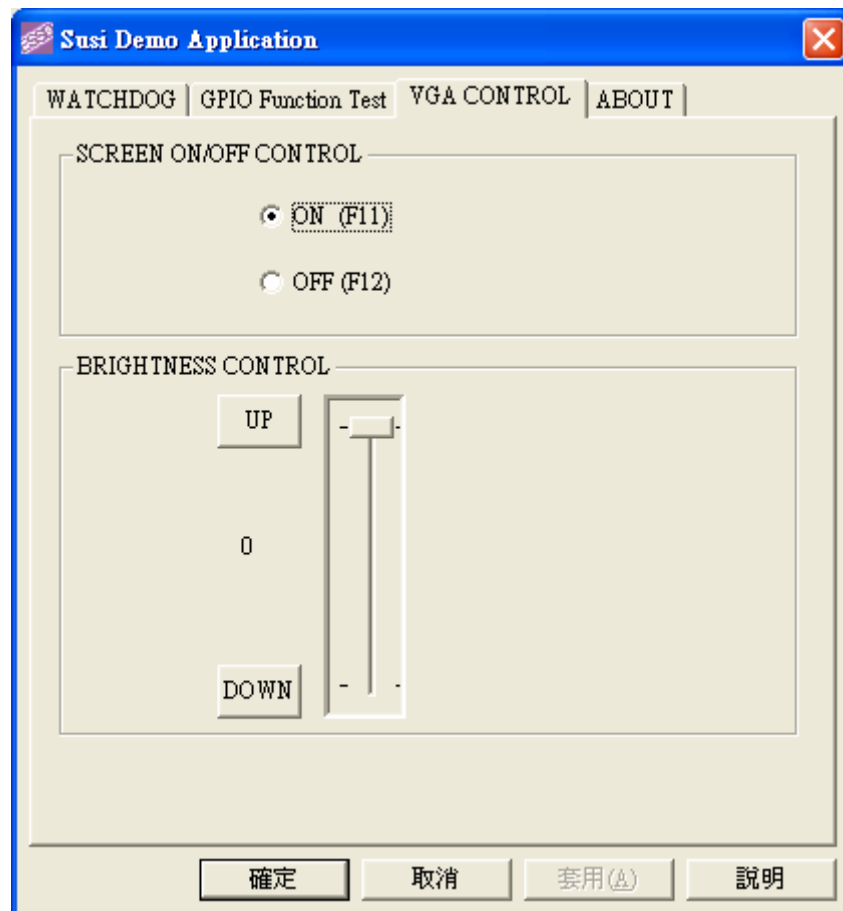 Susi Demo Application
WATCHDOG GPIO Function Test VGA CONTROL ABOUT
SCREEN ON/OFF CONTROL
ON (F11)
OFF (F12)
BRIGHTNESS CONTROL
UP
0
DOWN
確定 取消 套用(A) 說明